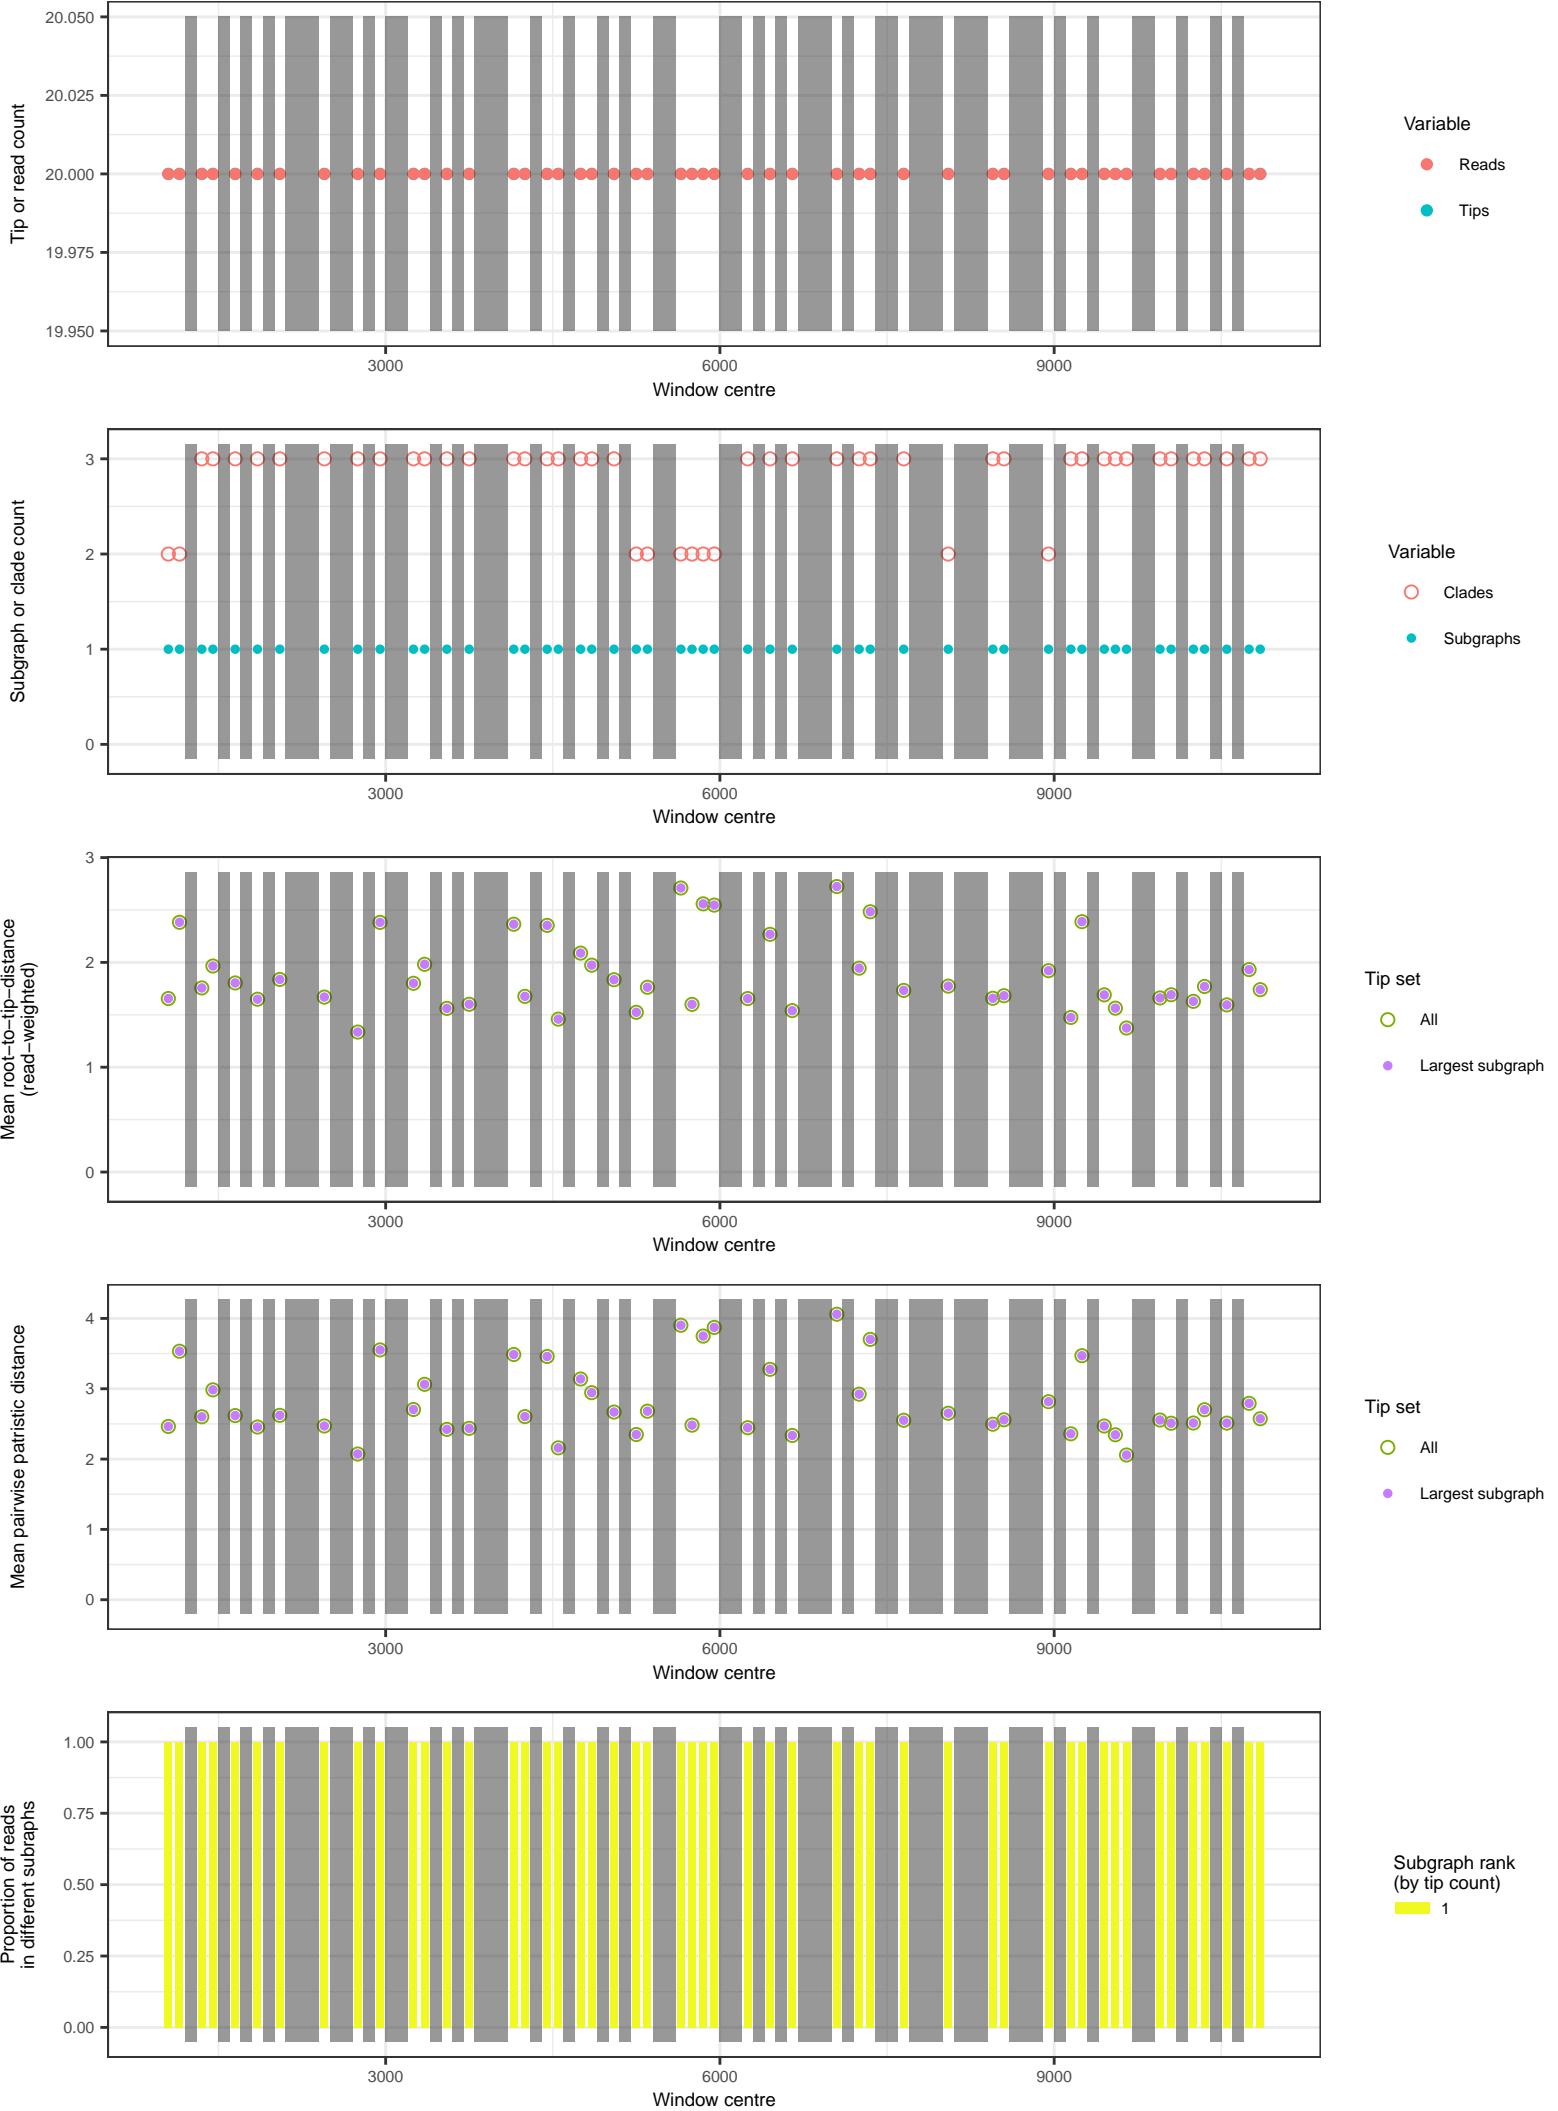 20.050
20.025
20.000
19.975
19.950
Tip or read count
3000
6000
9000
Window centre
Variable
Reads
Tips
3
2
1
0
Subgraph or clade count
3000
6000
9000
Window centre
Variable
Clades
Subgraphs
3
2
1
0
Mean root−to−tip−distance
(read−weighted)
3000
6000
9000
Window centre
Tip set
All
Largest subgraph
4
3
2
1
0
Mean pairwise patristic distance
3000
6000
9000
Window centre
Tip set
All
Largest subgraph
1.00
0.75
0.50
0.25
0.00
Proportion of reads
in different subraphs
3000
6000
9000
Window centre
Subgraph rank
(by tip count)
1